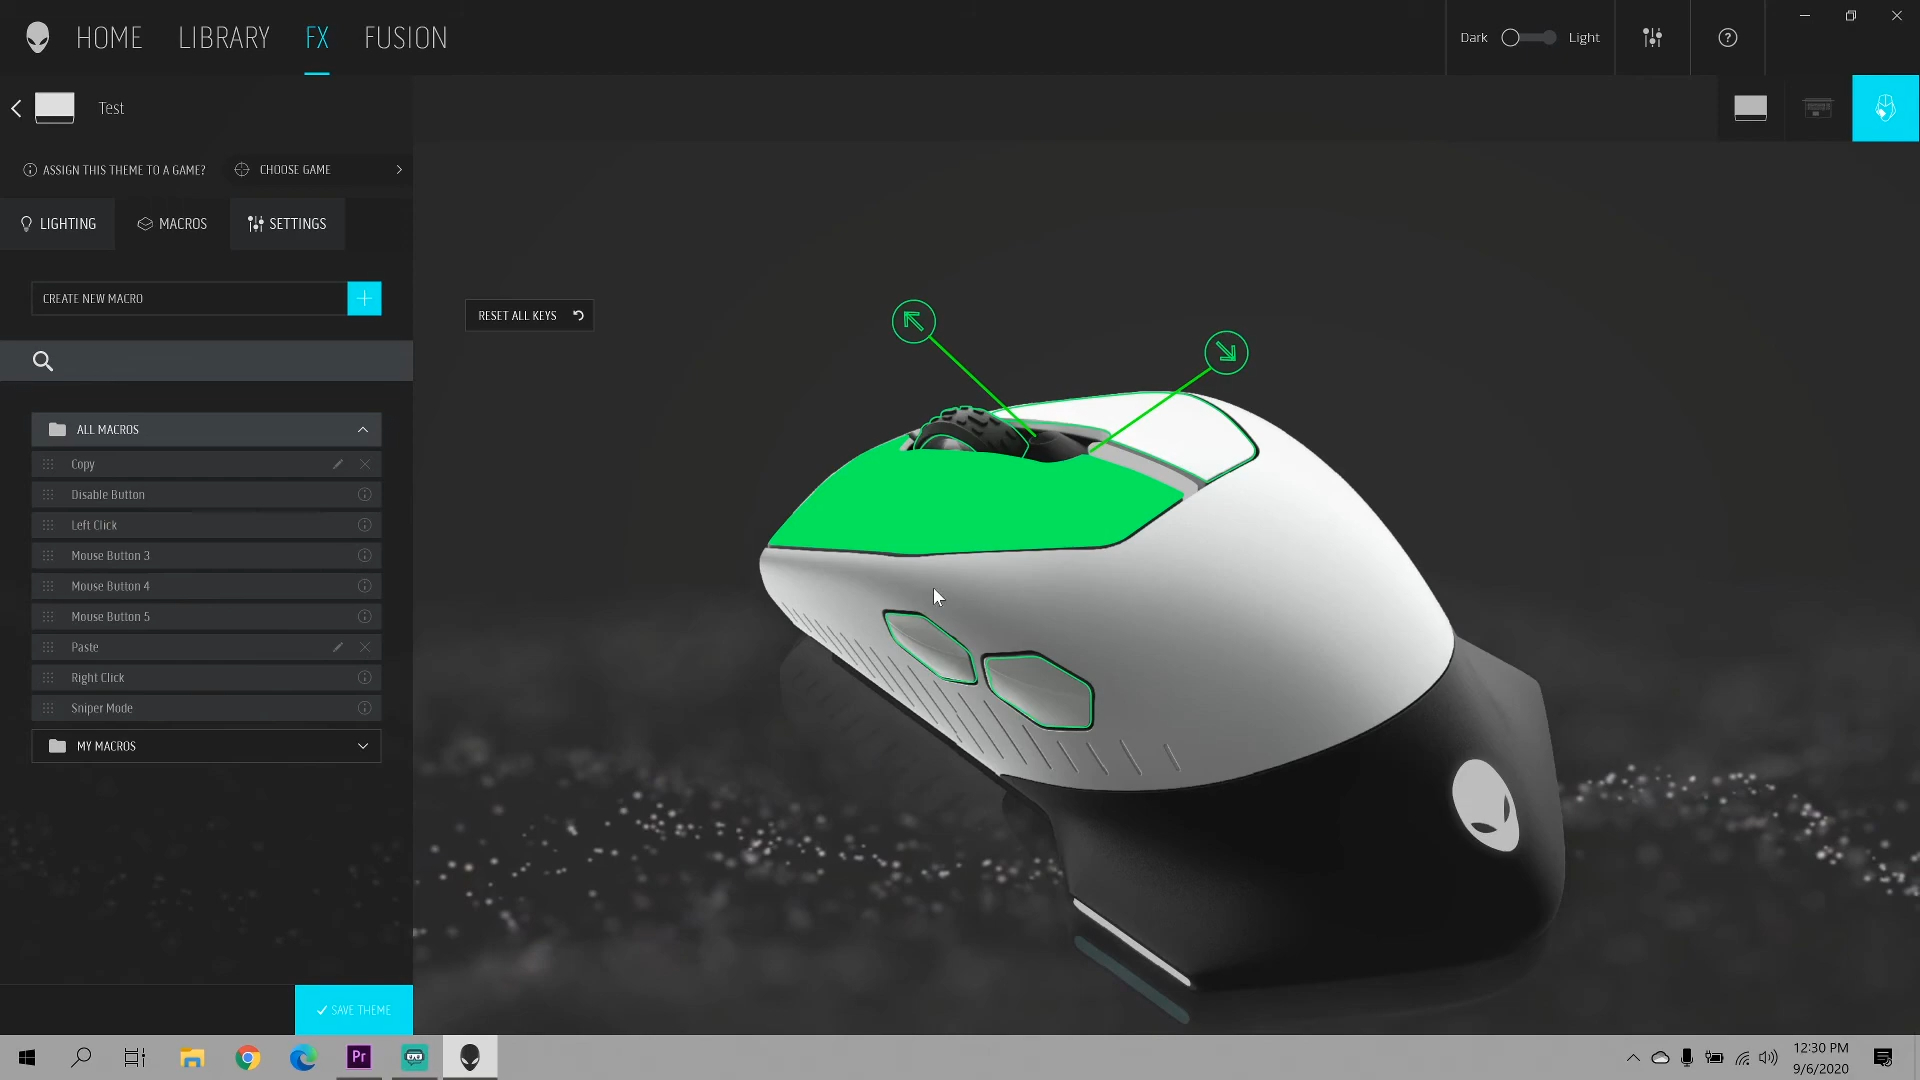 HOME LIBRARY FX FUSION
Dark Light
Test
ASSIGN THIS THEME TO A GAME? CHOOSE GAME
LIGHTING MACROS SETTINGS
CREATE NEW MACRO
RESET ALL KEYS
ALL MACROS
Copy
Disable Button
Left Click
Mouse Button 3
Mouse Button 4
Mouse Button 5
Paste
Right Click
Sniper Mode
MY MACROS
SAVE THEME
Pr
12:30 PM
9/6/2020